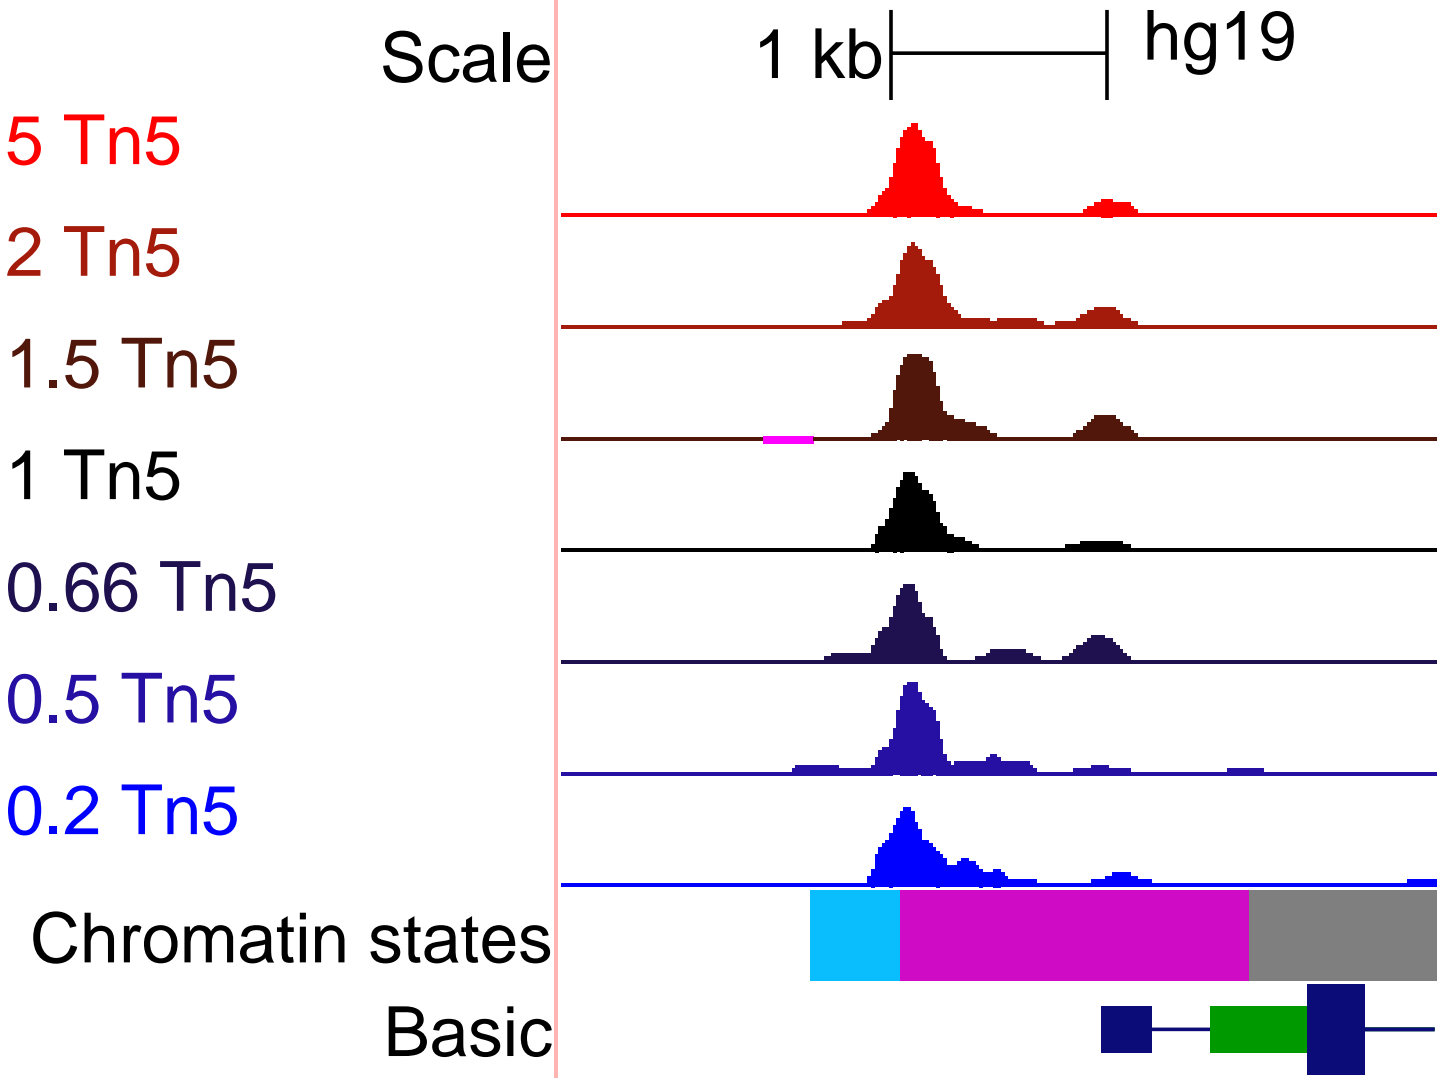 Scale 1 kb hg19
5 Tn5
2 Tn5
1.5 Tn5
1 Tn5
0.66 Tn5
0.5 Tn5
0.2 Tn5
Chromatin states
Basic